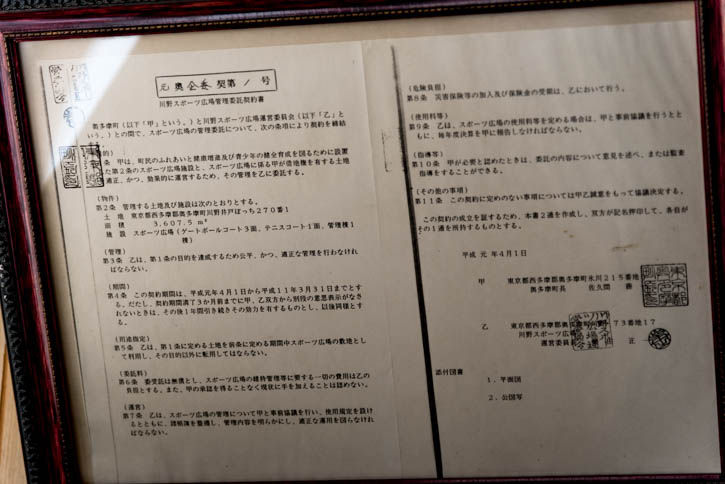 元 奥 企 契第 1 号
川野スポーツ広場管理委託契約書
奥多摩町(以下「甲」という。)と川野スポーツ広場運営委員会(以下「乙」と
いう。)との間で、スポーツ広場の管理委託について、次の条項により契約を締結
的)
条 甲は、町民のふれあいと健康増進及び青少年の健全育成を図るために設置
た第2条のスポーツ広場施設と、スポーツ広場に係る甲が借地権を有する土地
適正、かつ、効果的に運営するため、その管理を乙に委託する。
(物件)
第2条 管理する土地及び施設は次のとおりとする。
土 地 東京都西多摩郡奥多摩町川野井戸ぼっち270番1
面 積 3,607.5㎡
施 設 スポーツ広場(ゲートボールコート3面、テニスコート1面、管理棟1
棟)
(管理)
第3条 乙は、第1条の目的を達成するため公平、かつ、適正な管理を行わなけれ
ばならない。
(期間)
第4条 この契約期間は、平成元年4月1日から平成11年3月31日までとす
る。ただし、契約期間満了3か月前までに甲、乙双方から別段の意思表示がなさ
れないときは、その後1年間引き続きその効力を有するものとし、以後同様とす
る。
(用途指定)
第5条 乙は、第1条に定める土地を前条に定める期間中スポーツ広場の敷地とし
て利用し、その目的以外に転用してはならない。
(委託料)
第6条 委受託は無償とし、スポーツ広場の維持管理等に要する一切の費用は乙の
負担とする。また、甲の承認を得ることなく現状に手を加えることは認めない。
(運営)
第7条 乙は、スポーツ広場の管理について甲と事前協議を行い、使用規定を設け
るとともに、諸帳簿を整備し、管理内容を明らかにし、適正な運用を図らなけれ
ばならない。
(危険負担)
第8条 災害保険等の加入及び保険金の受領は、乙において行う。
(使用料等)
第9条 乙は、スポーツ広場の使用料等を定める場合は、甲と事前協議を行うとと
もに、毎年度決算を甲に報告しなければならない。
(指導等)
第10条 甲が必要と認めたときは、委託の内容について意見を述べ、または監査
指導をすることができる。
(その他の事項)
第11条 この契約に定めのない事項については甲乙誠意をもって協議決定する。
この契約の成立を証するため、本書2通を作成し、双方が記名押印して、各自が
その1通を所持するものとする。
平成 元 年4月1日
甲 東京都西多摩郡奥多摩町氷川215番地
奥多摩町長 佐久間
乙 東京都西多摩郡奥多摩町 73番地17
川野スポーツ広場
運営委員 正
添付図書
1.平面図
2.公図写